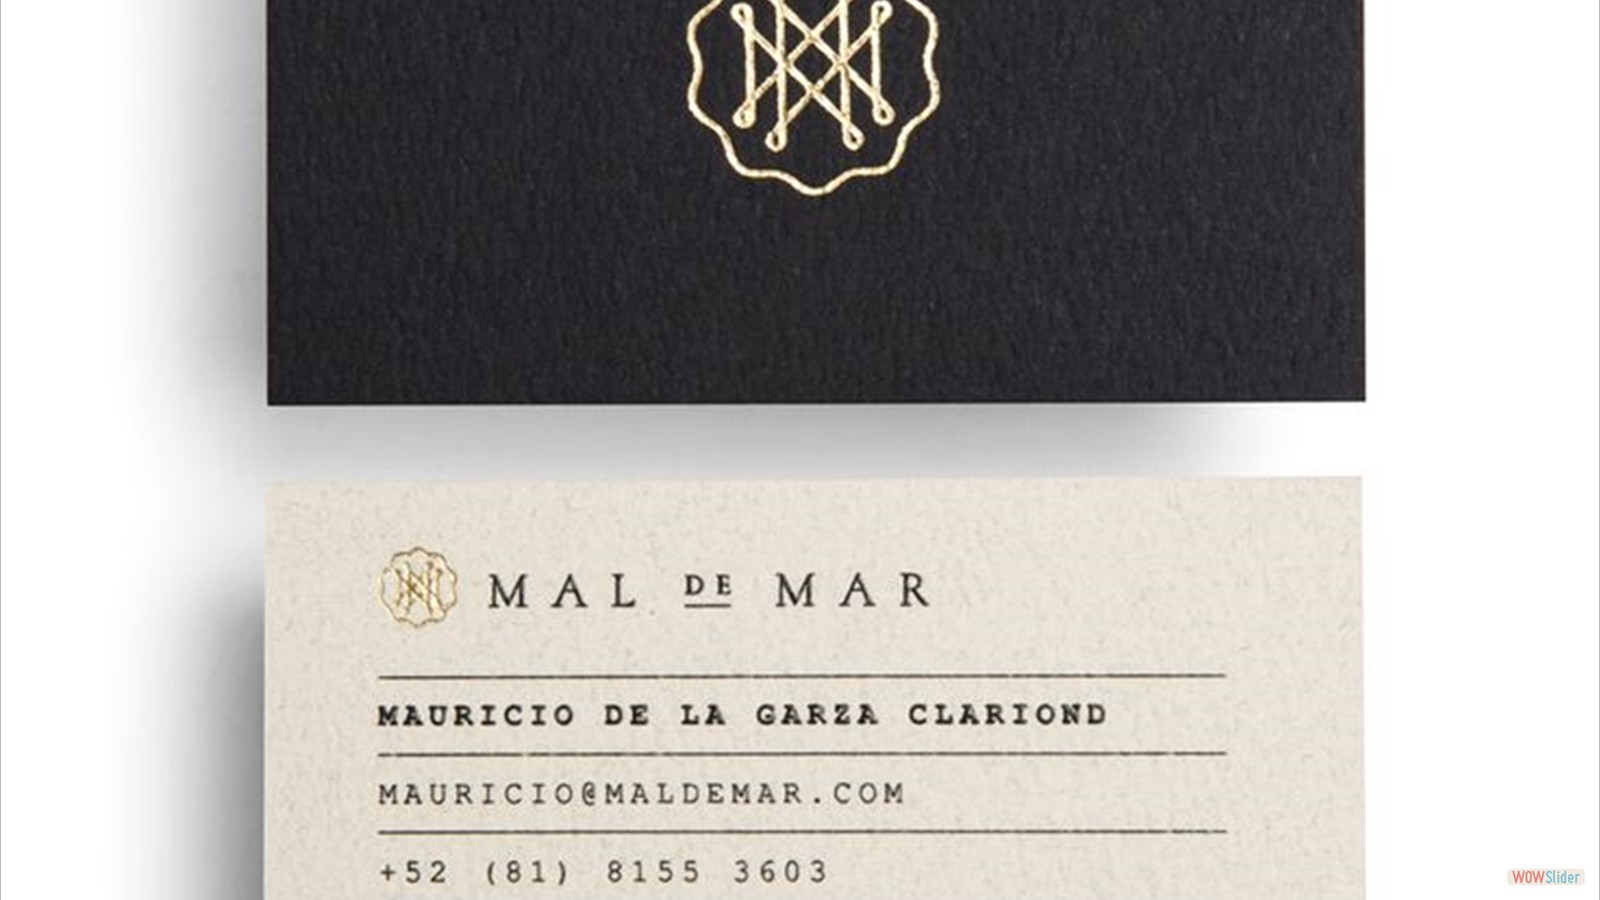 MAL DE MAR
MAURICIO DE LA GARZA CLARIOND
MAURICIO@MALDEMAR.COM
+52 (81) 8155 3603
WOWSlider